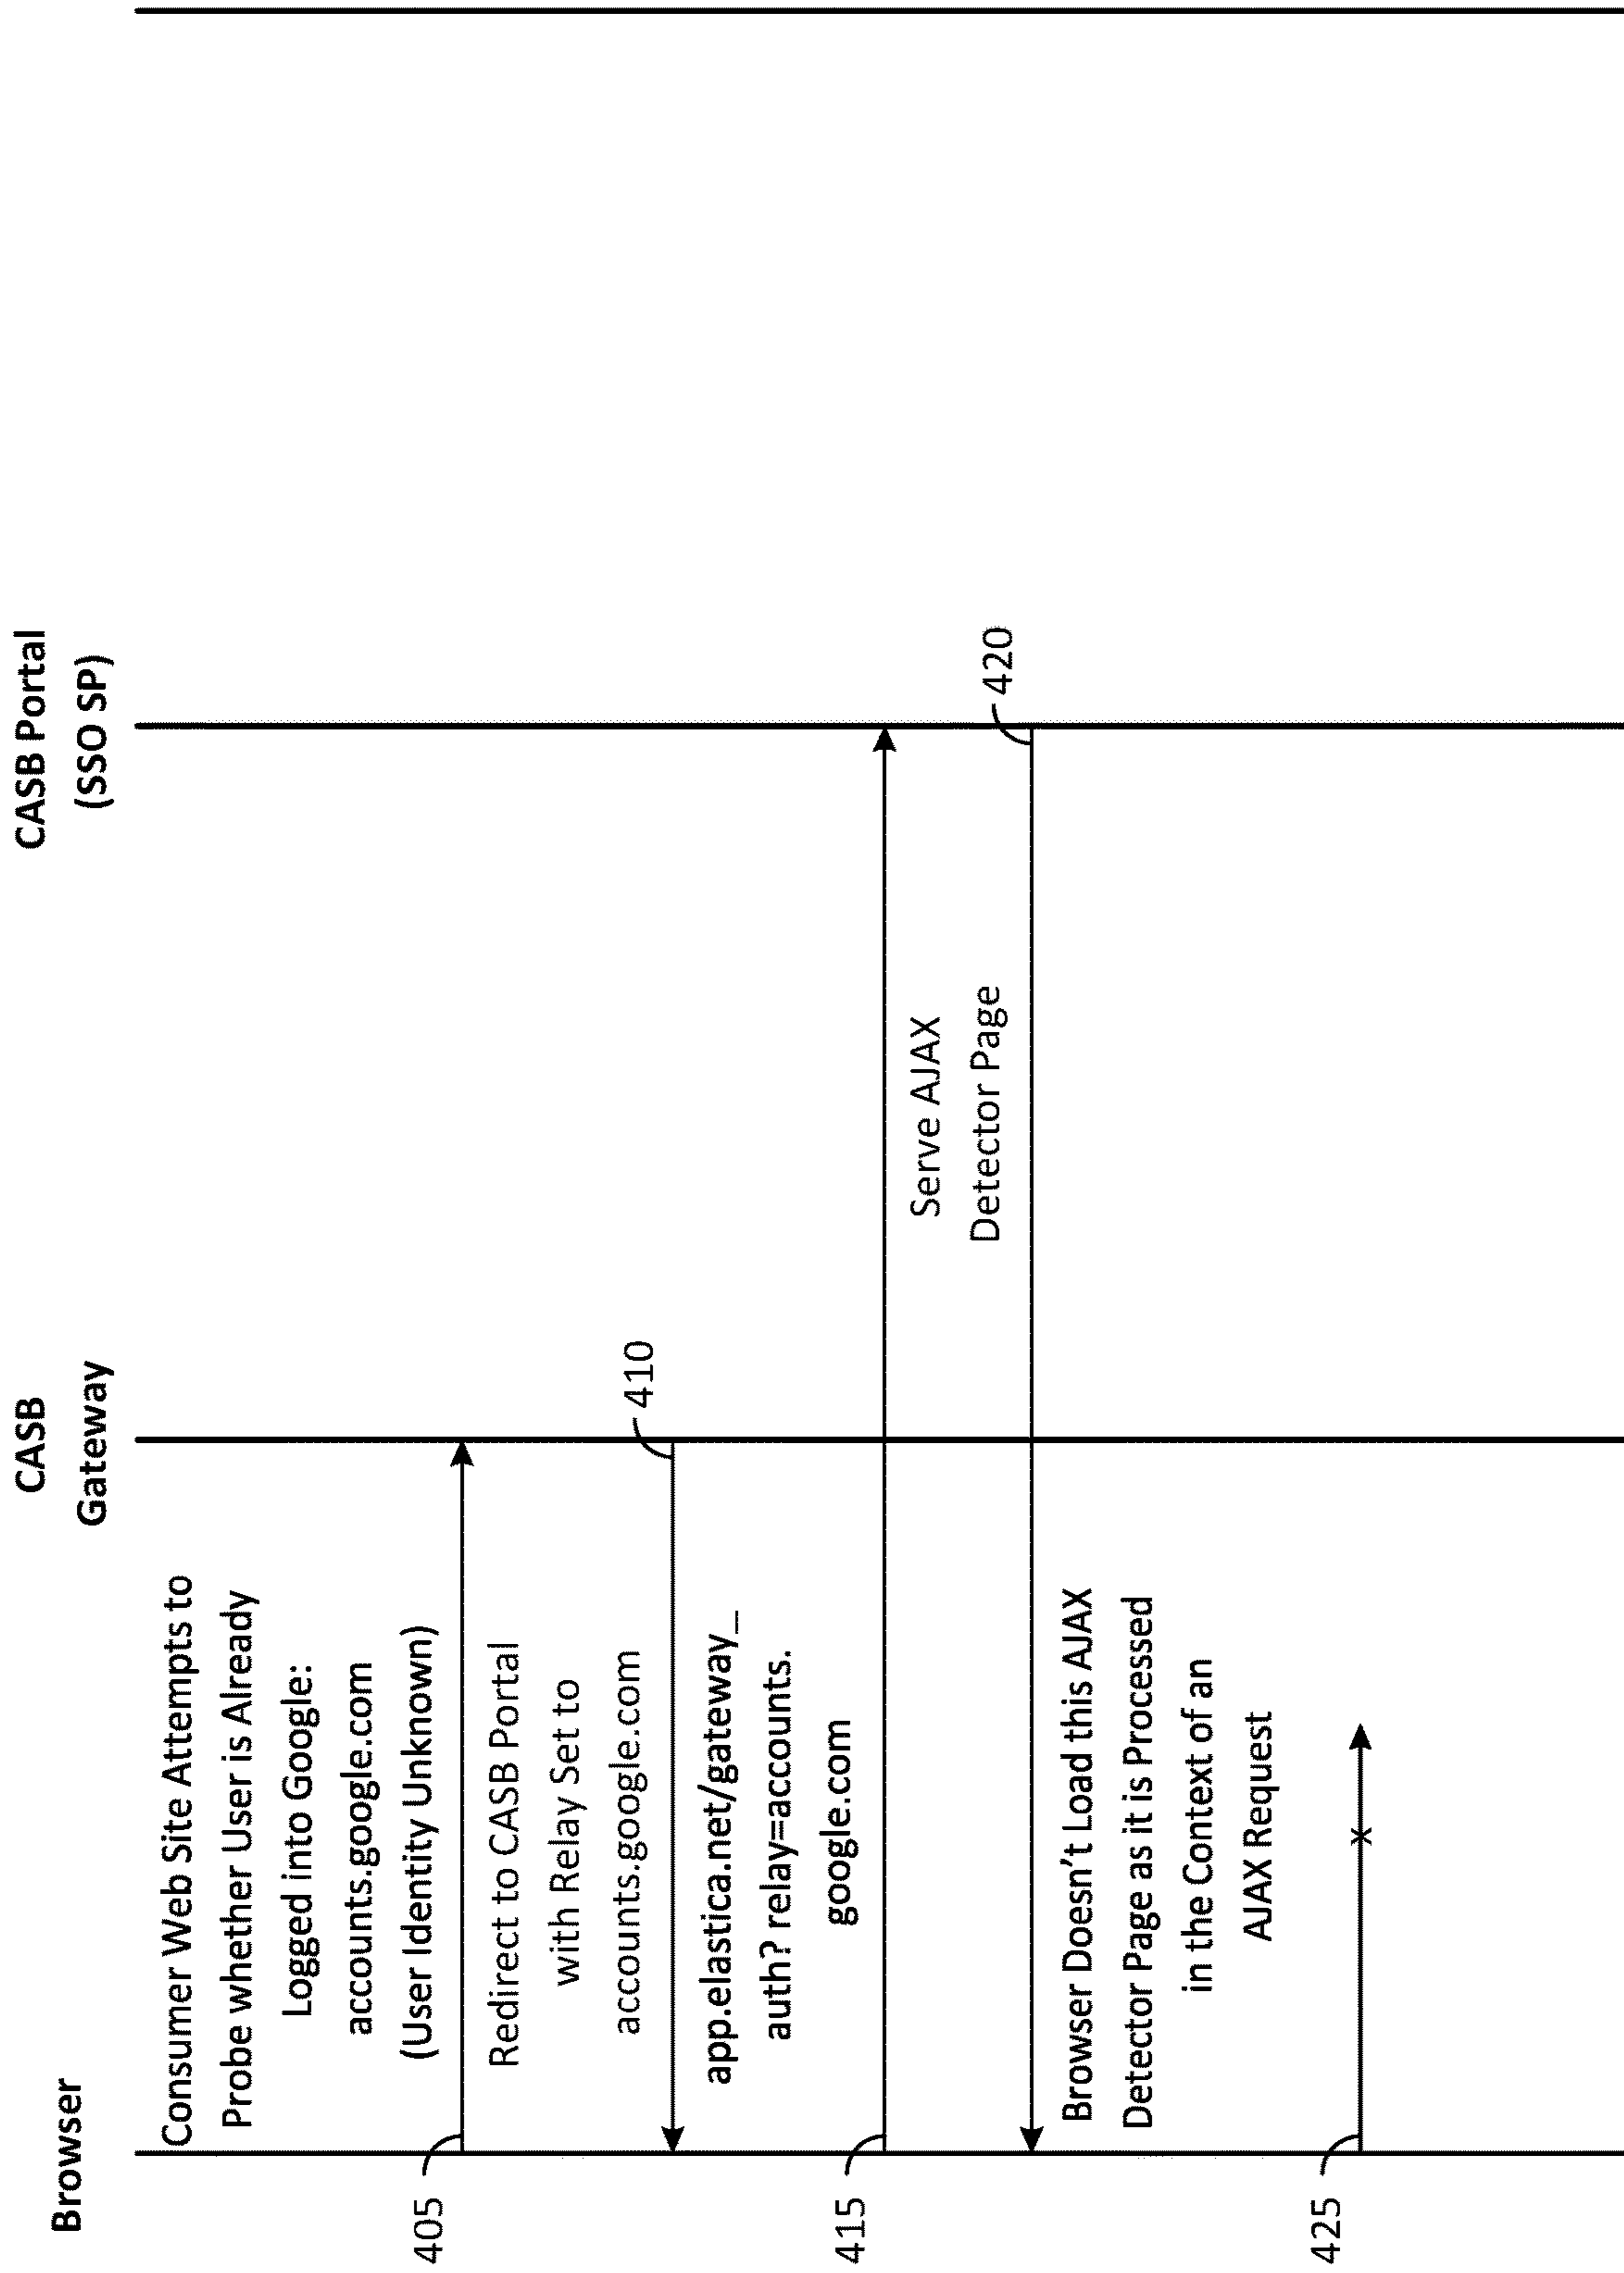 Browser
CASB
Gateway
CASB Portal
(SSO SP)
Consumer Web Site Attempts to
Probe whether User is Already
Logged into Google:
accounts.google.com
(User Identity Unknown)
405
Redirect to CASB Portal
with Relay Set to
accounts.google.com
410
app.elastica.net/gateway_
auth? relay=accounts.
google.com
415
Serve AJAX
Detector Page
420
Browser Doesn't Load this AJAX
Detector Page as it is Processed
in the Context of an
AJAX Request
425
x